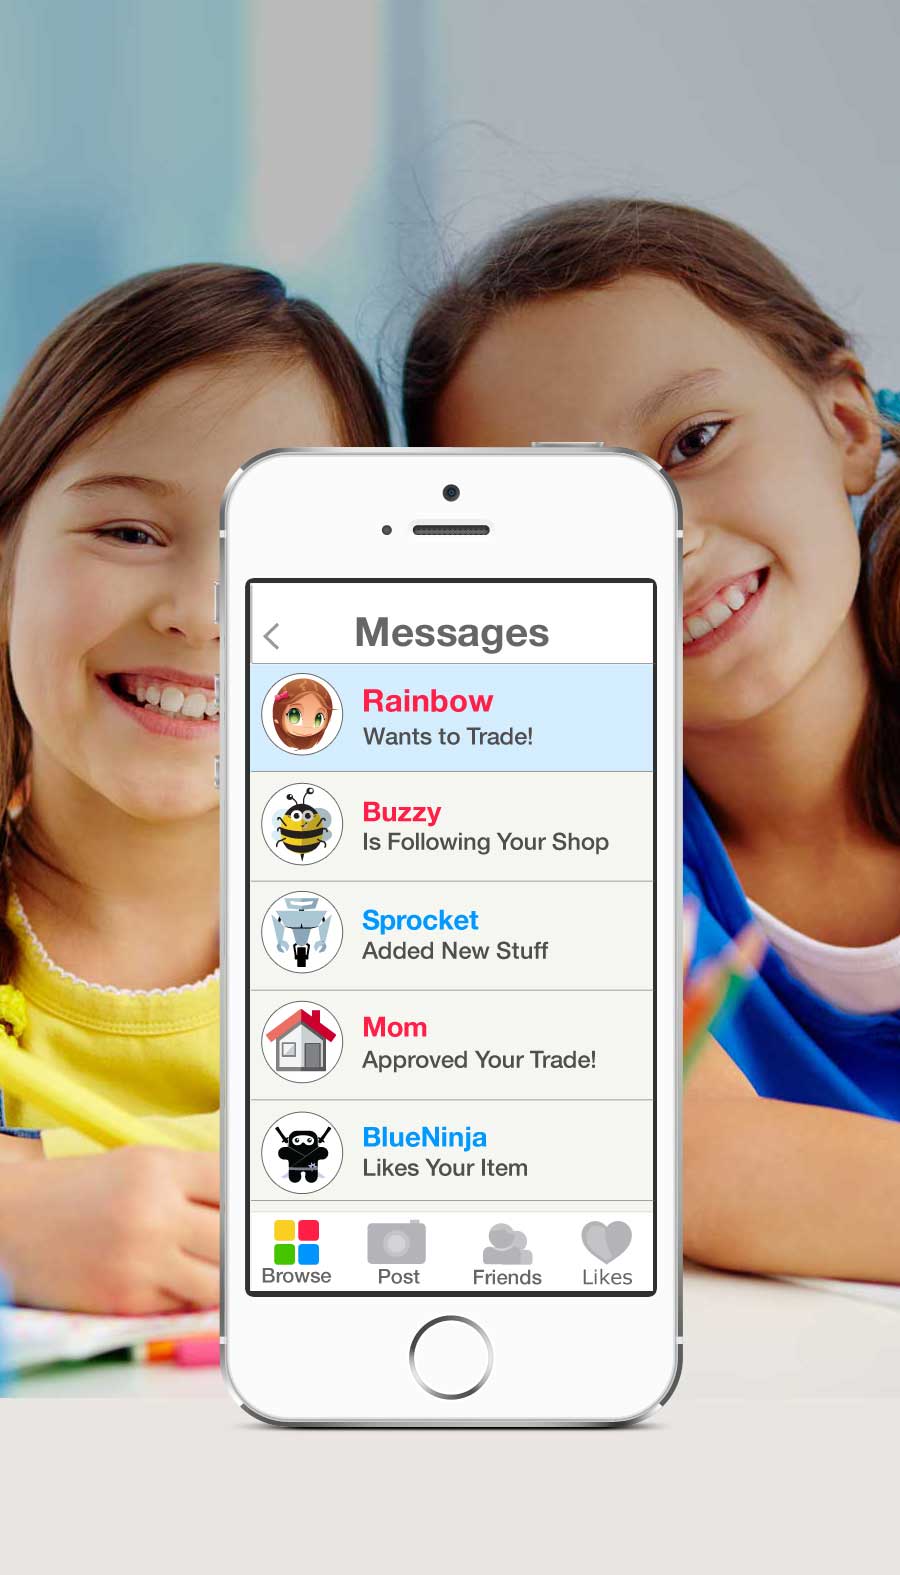 Messages
Rainbow
Wants to Trade!
Buzzy
Is Following Your Shop
Sprocket
Added New Stuff
Mom
Approved Your Trade!
BlueNinja
Likes Your Item
Browse Post Friends Likes